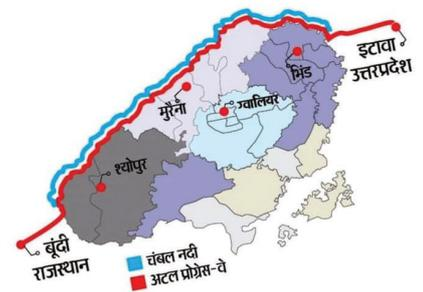 इटावा
उत्तरप्रदेश
भिंड
मुरैना
ग्वालियर
श्योपुर
बूंदी
राजस्थान
चंबल नदी
अटल प्रोग्रेस-वे